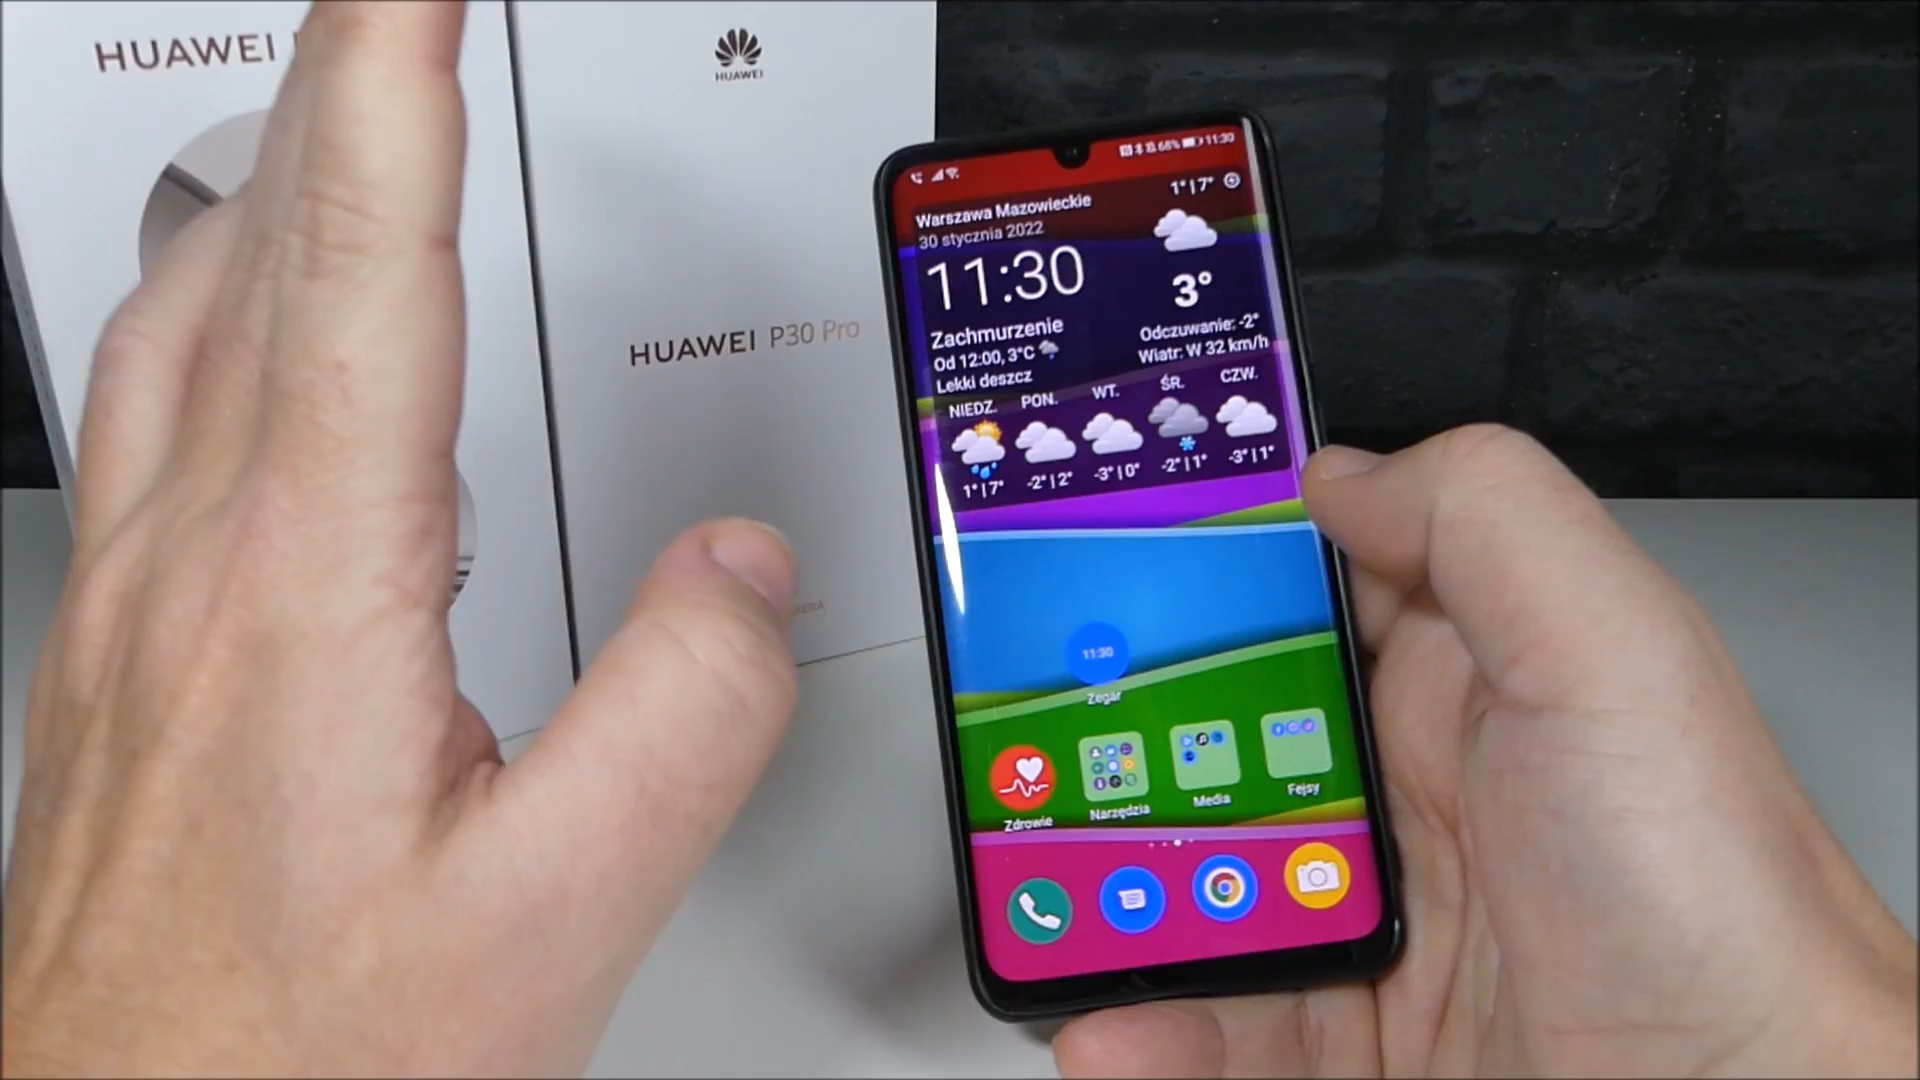 HUAWEI
HUAWEI
HUAWEI P30 Pro
68% 11:30
Warszawa Mazowieckie
30 stycznia 2022
11:30
Zachmurzenie
Od 12:00, 3°C
Lekki deszcz
1°|7°
3°
Odczuwanie: -2°
Wiatr: W 32 km/h
NIEDZ. PON. WT. ŚR. CZW.
1°|7° -2°|2° -3°|0° -2°|1° -3°|1°
11:30
Zegar
Zdrowie Narzędzia Media Fejsy